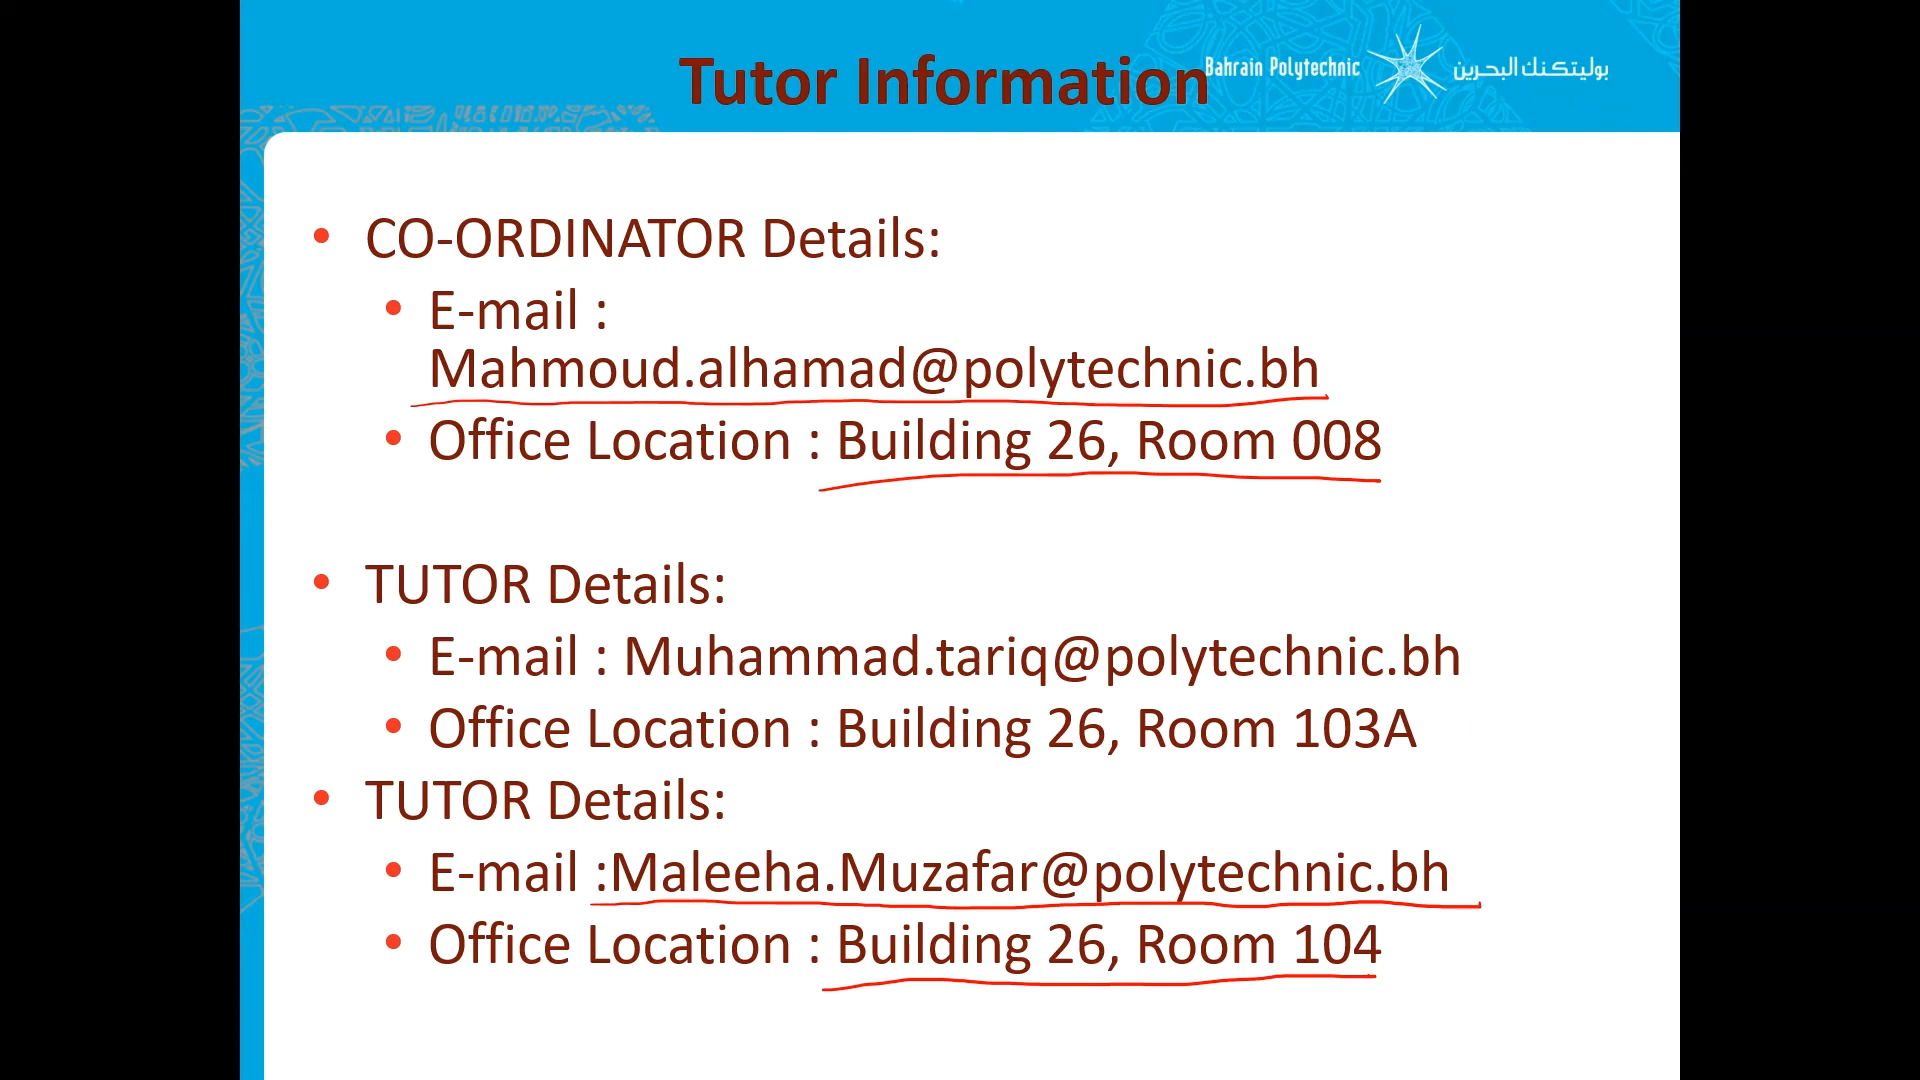 Tutor Information
Bahrain Polytechnic
بوليتكنك البحرين
• CO-ORDINATOR Details:
• E-mail :
Mahmoud.alhamad@polytechnic.bh
• Office Location : Building 26, Room 008
• TUTOR Details:
• E-mail : Muhammad.tariq@polytechnic.bh
• Office Location : Building 26, Room 103A
• TUTOR Details:
• E-mail :Maleeha.Muzafar@polytechnic.bh
• Office Location : Building 26, Room 104